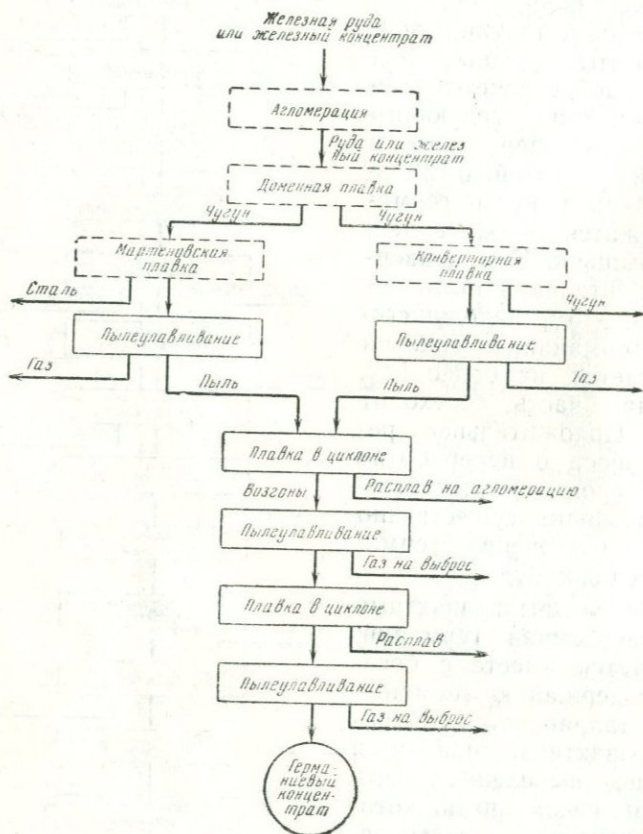 Железная руда
или железный концентрат
Агломерация
Руда или желез
ный концентрат
Доменная плавка
Чугун
Чугун
Мартеновская
плавка
Конверторная
плавка
Сталь
Чугун
Пылеулавливание
Пылеулавливание
Газ
Газ
Пыль
Пыль
Плавка в циклоне
Возгоны
Расплав на агломерацию
Пылеулавливание
Газ на выброс
Плавка в циклоне
Расплав
Пылеулавливание
Газ на выброс
Герма-
ниевый
концен-
трат